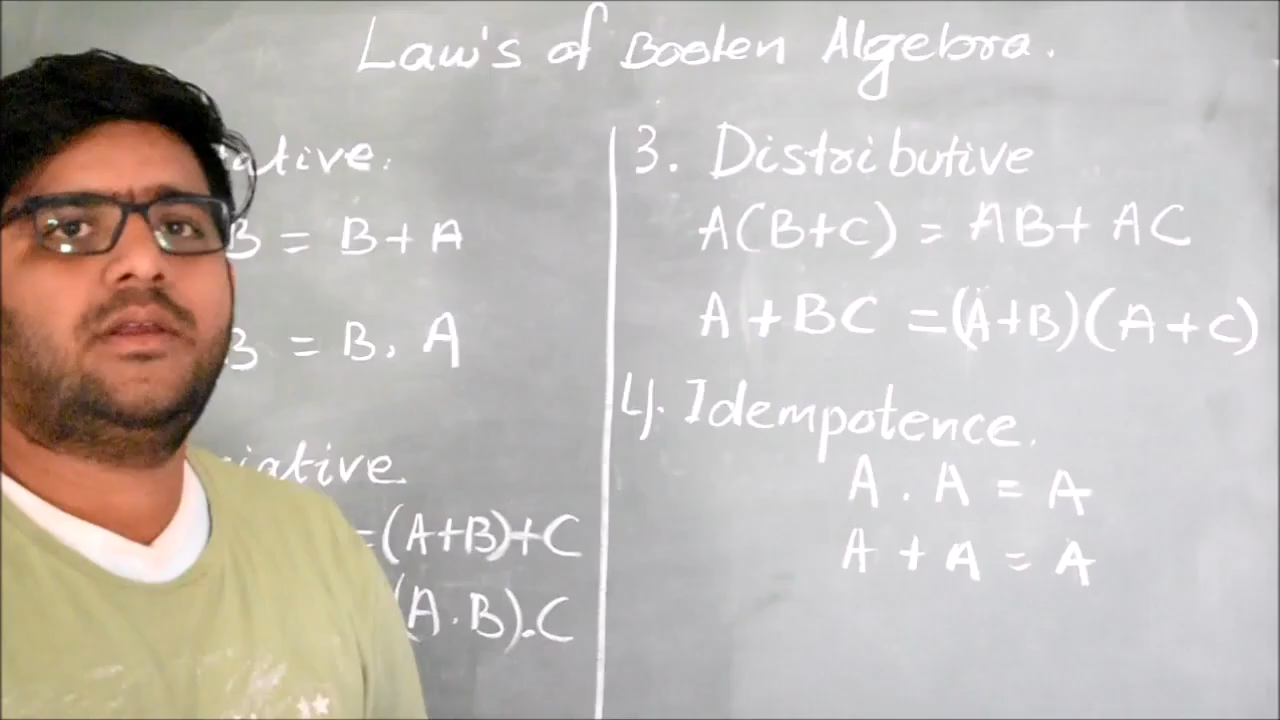 Law's of Boolen Algebra.
ative.
B = B + A
B = B . A
iative
=(A+B)+C
(A.B).C
3. Distributive
A(B+C) = AB+ AC
A + BC =(A+B)(A+C)
4. Idempotence.
A . A = A
A + A = A